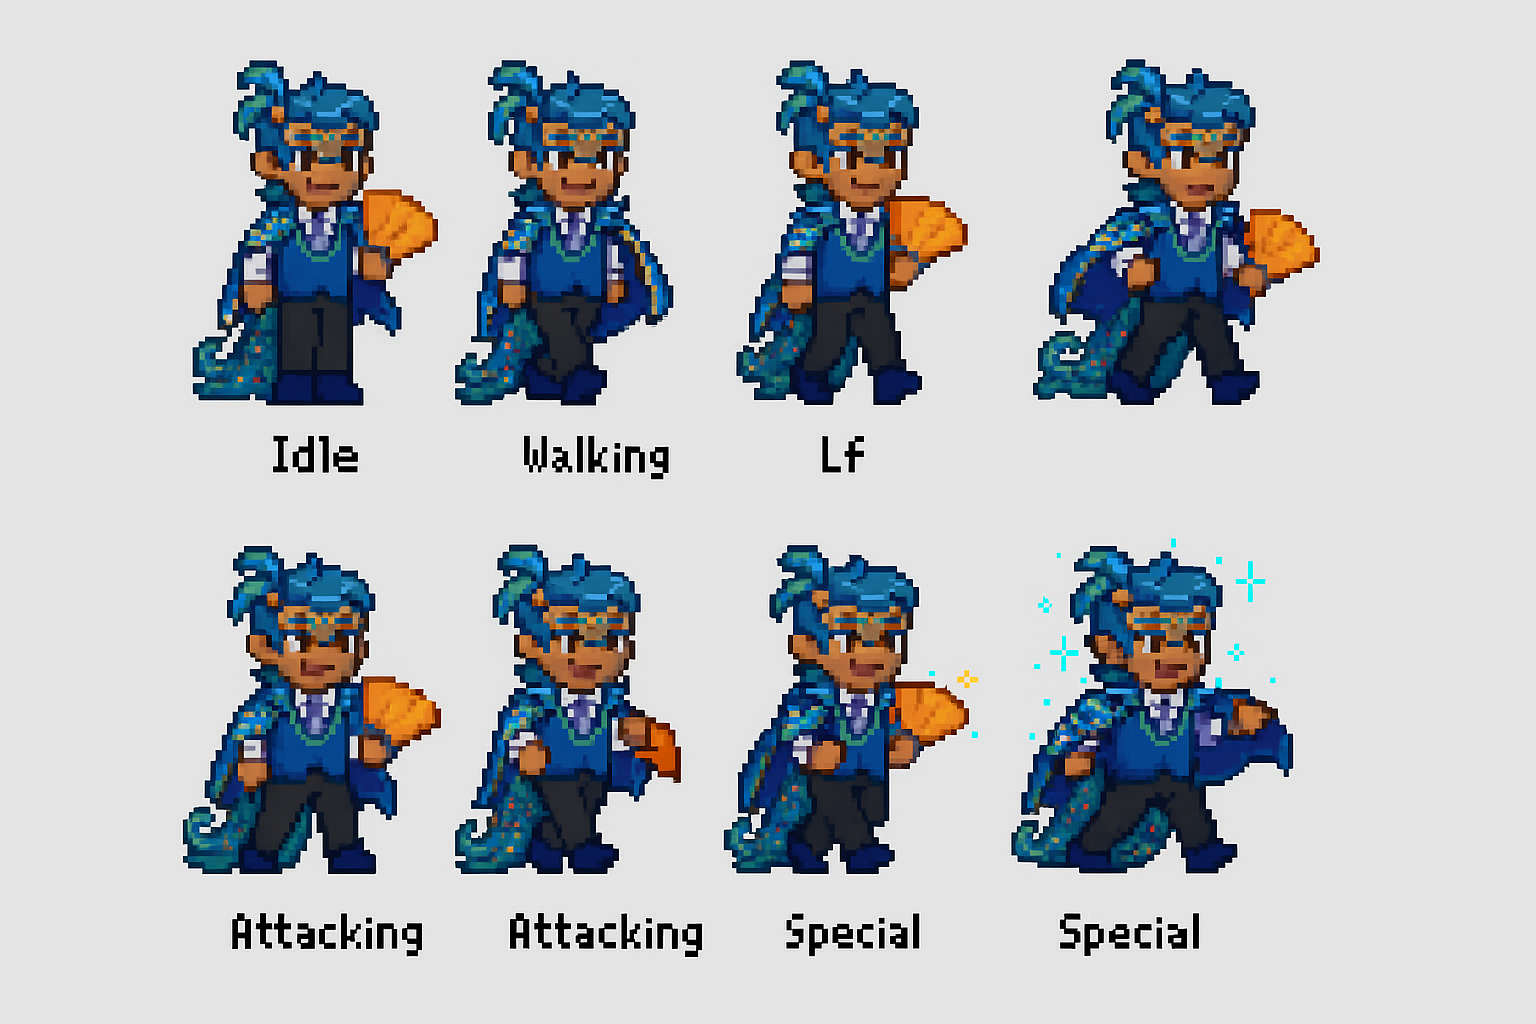 Idle
Walking
Lf
Attacking
Attacking
Special
Special